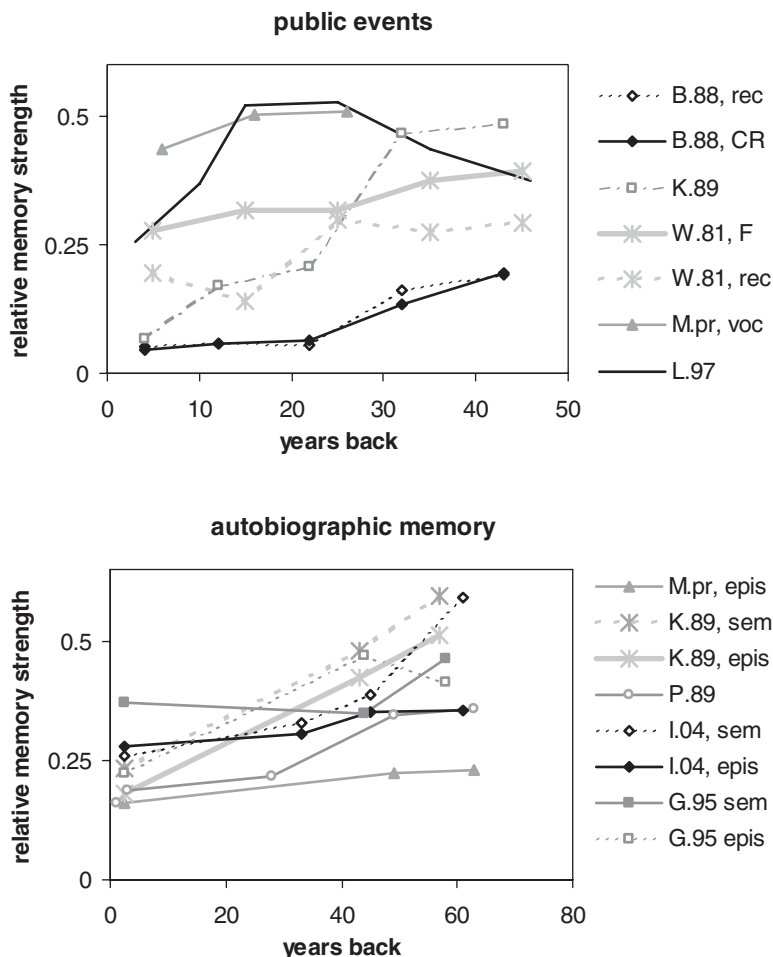 public events
relative memory strength
0.5
0.25
0
0
10
20
30
40
50
years back
B.88, rec
B.88, CR
K.89
W.81, F
W.81, rec
M.pr, voc
L.97
autobiographic memory
relative memory strength
0.5
0.25
0
0
20
40
60
80
years back
M.pr, epis
K.89, sem
K.89, epis
P.89
I.04, sem
I.04, epis
G.95 sem
G.95 epis